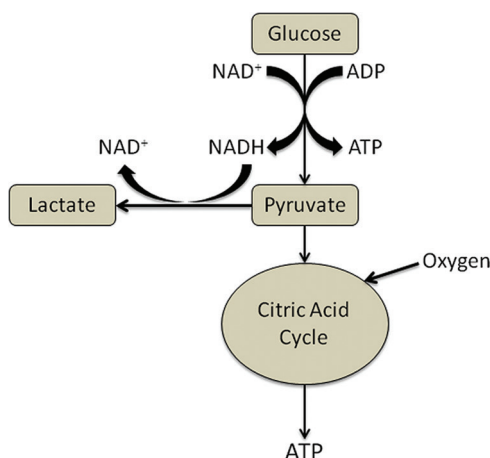 Glucose
NAD⁺ ADP
NAD⁺ NADH ATP
Lactate Pyruvate
Oxygen
Citric Acid
Cycle
ATP